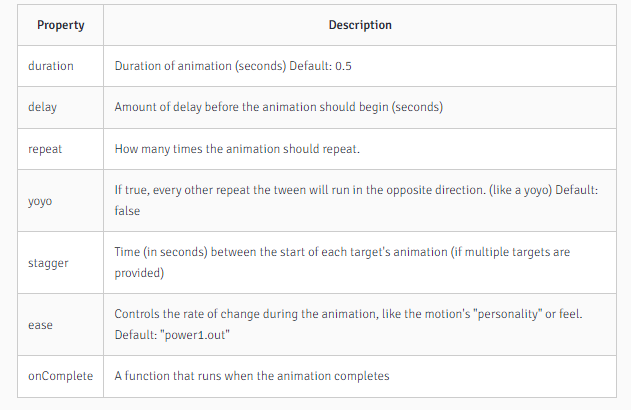 Property Description
duration Duration of animation (seconds) Default: 0.5
delay Amount of delay before the animation should begin (seconds)
repeat How many times the animation should repeat.
yoyo If true, every other repeat the tween will run in the opposite direction. (like a yoyo) Default:
false
stagger Time (in seconds) between the start of each target's animation (if multiple targets are
provided)
ease Controls the rate of change during the animation, like the motion's "personality" or feel.
Default: "power1.out"
onComplete A function that runs when the animation completes